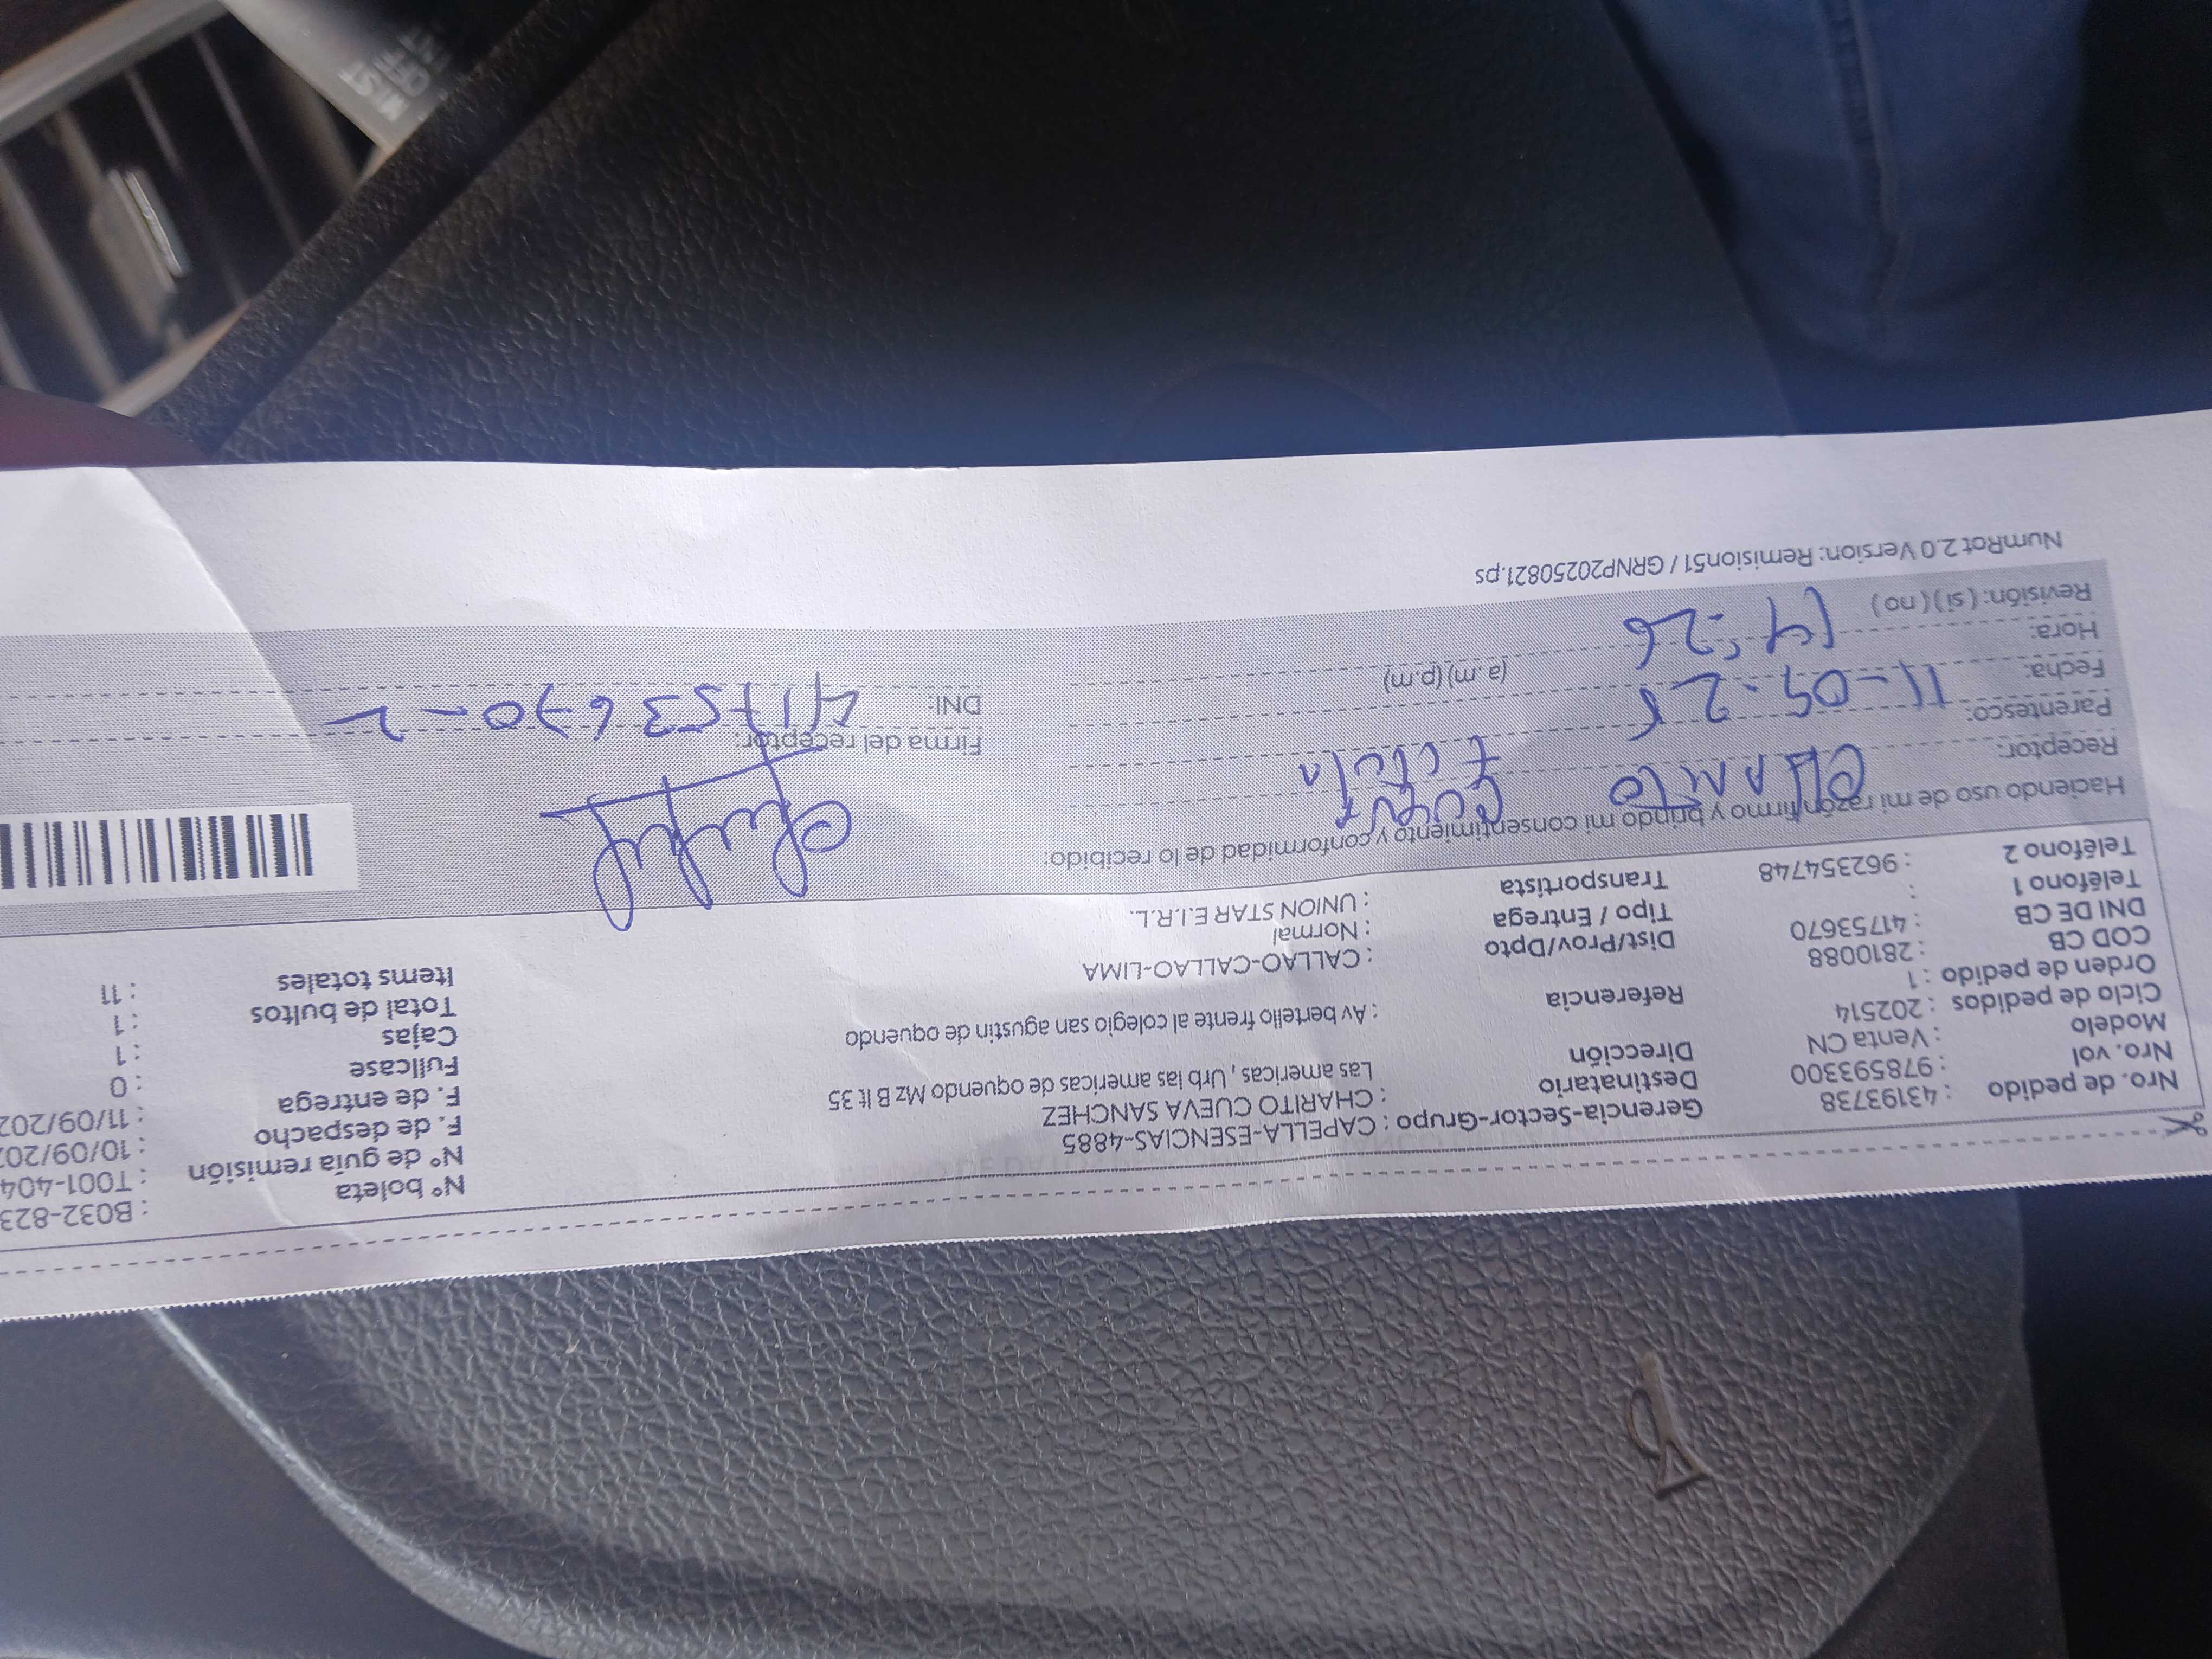 Nro. de pedido : 43193738
Nro. vol : 978593300
Modelo : Venta CN
Ciclo de pedidos : 202514
Orden de pedido : 1
COD CB : 2810088
DNI DE CB : 41753670
Teléfono 1 :
Teléfono 2 : 962354748
Gerencia-Sector-Grupo : CAPELLA-ESENCIAS-4885
Destinatario : CHARITO CUEVA SANCHEZ
Dirección Las americas , Urb las américas de oquendo Mz B lt 35
Referencia : Av bertello frente al colegio san agustin de oquendo
Dist/Prov/Dpto : CALLAO-CALLAO-LIMA
Tipo / Entrega : Normal
Transportista : UNION STAR E.I.R.L.
N° boleta : B032-823
N° de guía remisión : T001-404
F. de despacho : 10/09/202
F. de entrega : 11/09/202
Fullcase : 0
Cajas : 1
Total de bultos : 1
Items totales : 11
Haciendo uso de mi razón firmo y brindo mi consentimiento y conformidad de lo recibido:
Receptor:
Parentesco:
Fecha: 11-09-25
Hora: 14:26 (a.m)(p.m)
Revisión: (si)(no)
Firma del receptor:
DNI: 41753670-2
NumRot 2.0 Version: Remision51 / GRNP20250821.ps